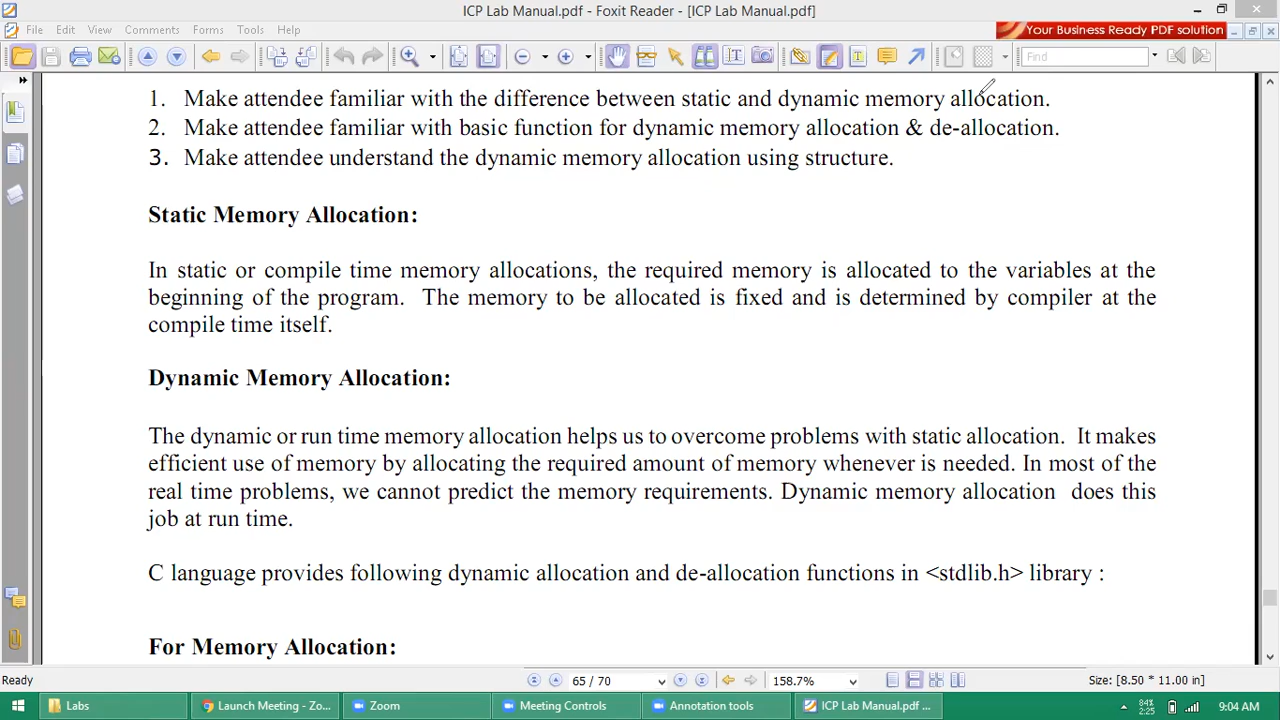 ICP Lab Manual.pdf - Foxit Reader - [ICP Lab Manual.pdf]
File Edit View Comments Forms Tools Help
Your Business Ready PDF solution
Find
1. Make attendee familiar with the difference between static and dynamic memory allocation.
2. Make attendee familiar with basic function for dynamic memory allocation & de-allocation.
3. Make attendee understand the dynamic memory allocation using structure.
Static Memory Allocation:
In static or compile time memory allocations, the required memory is allocated to the variables at the
beginning of the program. The memory to be allocated is fixed and is determined by compiler at the
compile time itself.
Dynamic Memory Allocation:
The dynamic or run time memory allocation helps us to overcome problems with static allocation. It makes
efficient use of memory by allocating the required amount of memory whenever is needed. In most of the
real time problems, we cannot predict the memory requirements. Dynamic memory allocation does this
job at run time.
C language provides following dynamic allocation and de-allocation functions in <stdlib.h> library :
For Memory Allocation:
Ready 65 / 70 158.7% Size: [8.50 * 11.00 in]
Labs Launch Meeting - Zo... Zoom Meeting Controls Annotation tools ICP Lab Manual.pdf ... 84% 2:25 9:04 AM